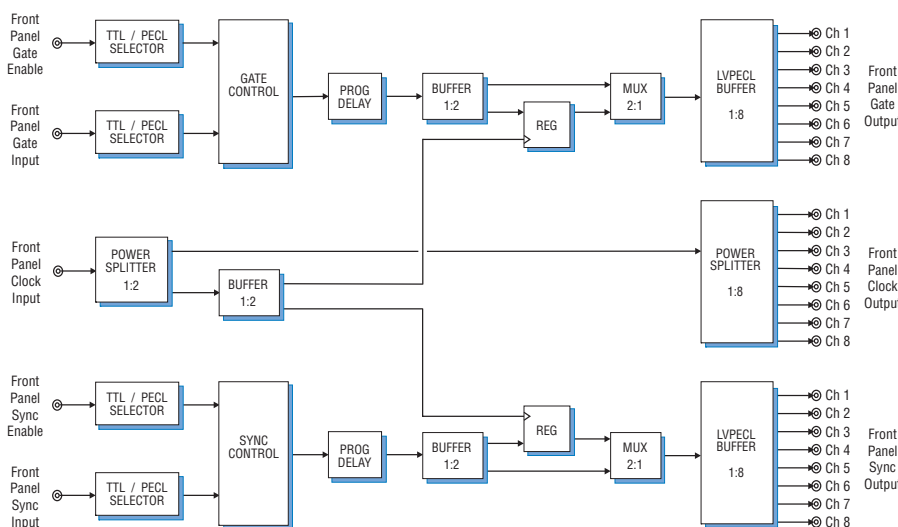 Front
Panel
Gate
Enable
TTL / PECL
SELECTOR
Front
Panel
Gate
Input
TTL / PECL
SELECTOR
GATE
CONTROL
PROG
DELAY
BUFFER
1:2
REG
MUX
2:1
LVPECL
BUFFER
1:8
Ch 1
Ch 2
Ch 3
Ch 4
Ch 5
Ch 6
Ch 7
Ch 8
Front
Panel
Gate
Output
Front
Panel
Clock
Input
POWER
SPLITTER
1:2
BUFFER
1:2
POWER
SPLITTER
1:8
Ch 1
Ch 2
Ch 3
Ch 4
Ch 5
Ch 6
Ch 7
Ch 8
Front
Panel
Clock
Output
Front
Panel
Sync
Enable
TTL / PECL
SELECTOR
Front
Panel
Sync
Input
TTL / PECL
SELECTOR
SYNC
CONTROL
PROG
DELAY
BUFFER
1:2
REG
MUX
2:1
LVPECL
BUFFER
1:8
Ch 1
Ch 2
Ch 3
Ch 4
Ch 5
Ch 6
Ch 7
Ch 8
Front
Panel
Sync
Output